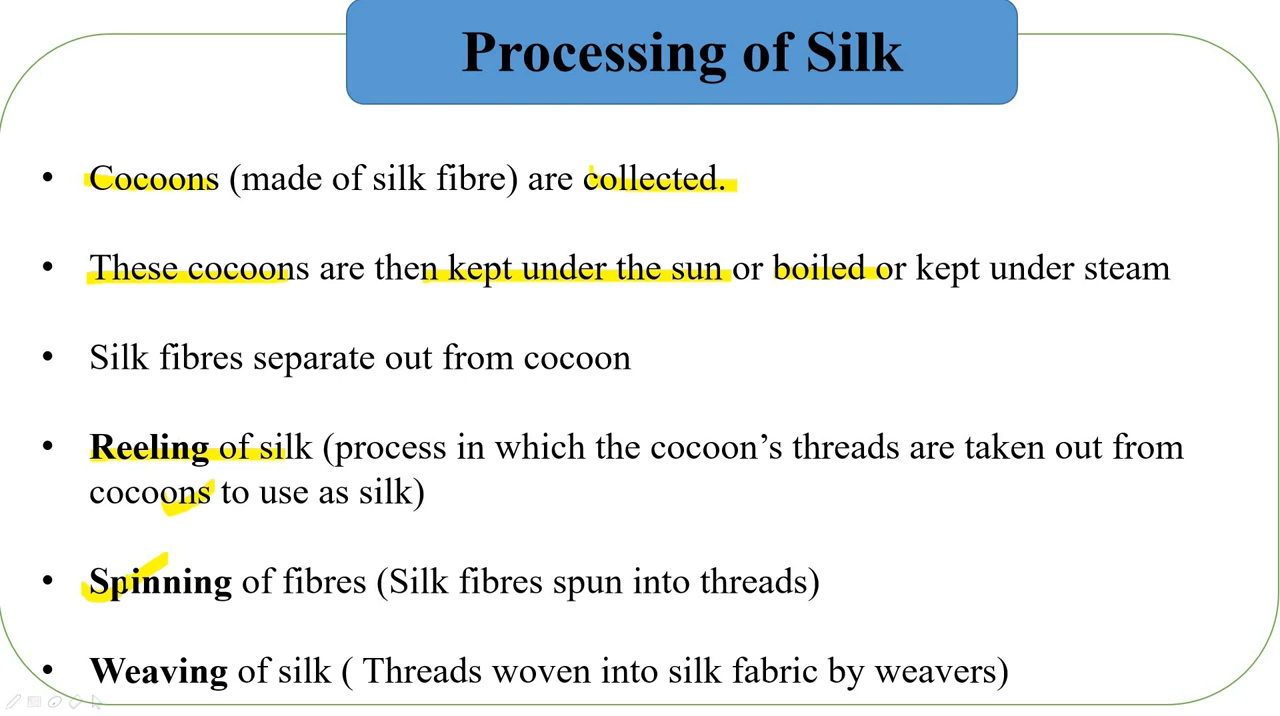 Processing of Silk
• Cocoons (made of silk fibre) are collected.
• These cocoons are then kept under the sun or boiled or kept under steam
• Silk fibres separate out from cocoon
• Reeling of silk (process in which the cocoon’s threads are taken out from
cocoons to use as silk)
• Spinning of fibres (Silk fibres spun into threads)
• Weaving of silk ( Threads woven into silk fabric by weavers)